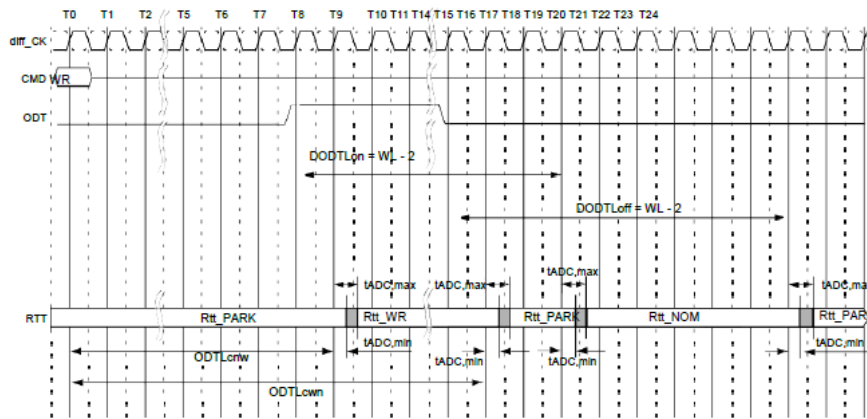 T0 T1 T2 T5 T6 T7 T8 T9 T10 T11 T14 T15 T16 T17 T18 T19 T20 T21 T22 T23 T24
diff_CK
CMD WR
ODT
DODTLon = WL - 2
DODTLoff = WL - 2
tADC,max
tADC,max tADC,max tADC,ma
RTT Rtt_PARK Rtt_WR Rtt_PARK Rtt_NOM Rtt_PAR
tADC,min tADC,min
ODTLcnw tADC,min tADC,min
ODTLcwn